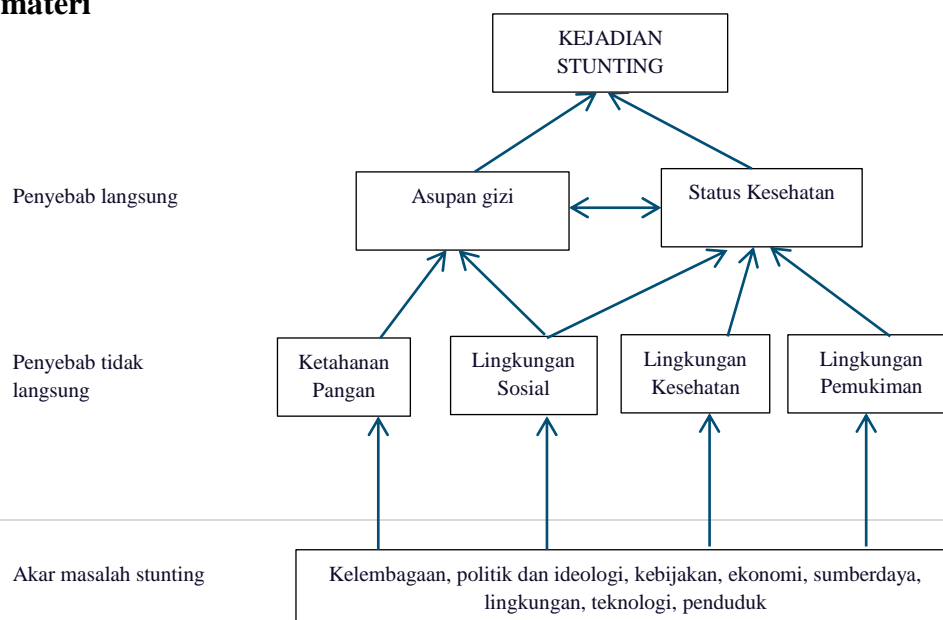 materi
KEJADIAN
STUNTING
Penyebab langsung
Asupan gizi
Status Kesehatan
Penyebab tidak
langsung
Ketahanan
Pangan
Lingkungan
Sosial
Lingkungan
Kesehatan
Lingkungan
Pemukiman
Akar masalah stunting
Kelembagaan, politik dan ideologi, kebijakan, ekonomi, sumberdaya,
lingkungan, teknologi, penduduk